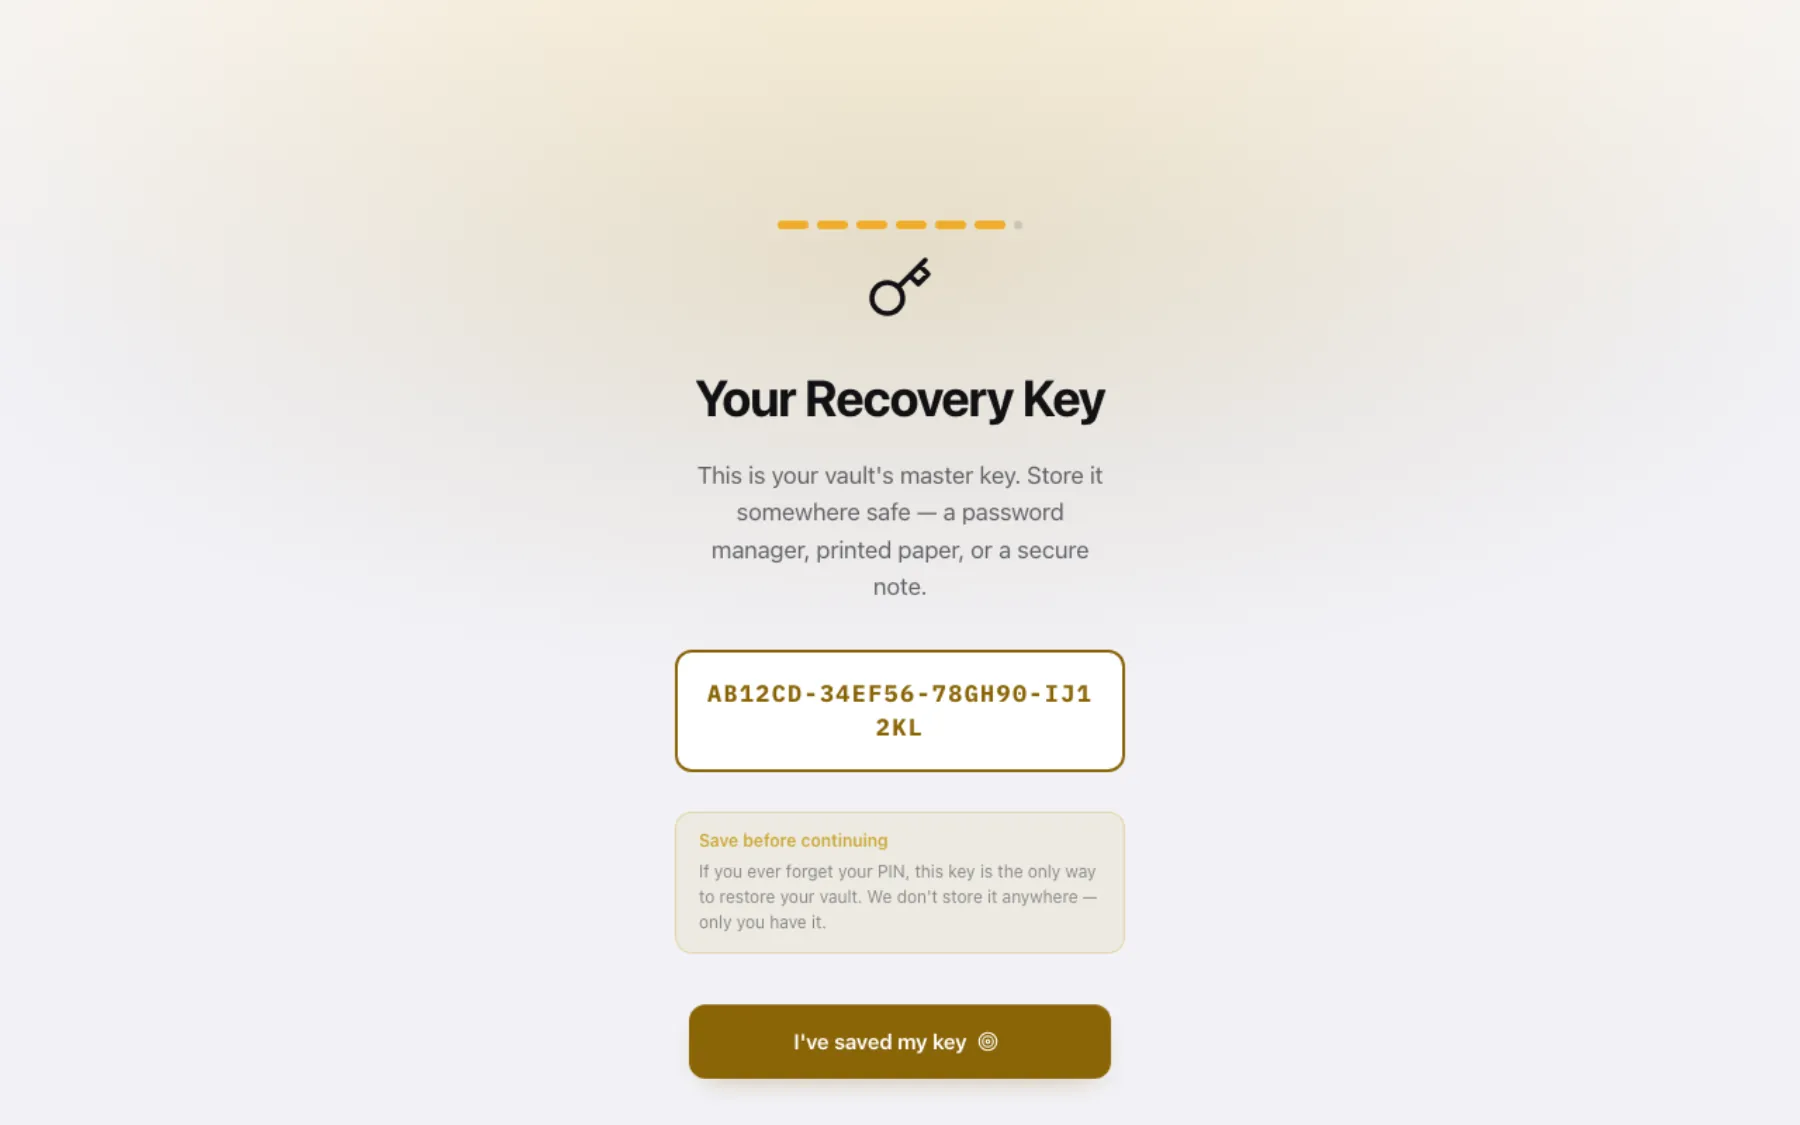 Your Recovery Key
This is your vault's master key. Store it
somewhere safe — a password
manager, printed paper, or a secure
note.
AB12CD-34EF56-78GH90-IJ1
2KL
Save before continuing
If you ever forget your PIN, this key is the only way
to restore your vault. We don't store it anywhere —
only you have it.
I've saved my key